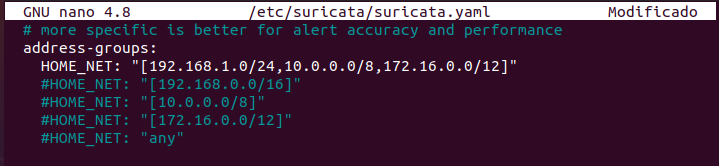 GNU nano 4.8 /etc/suricata/suricata.yaml Modificado
# more specific is better for alert accuracy and performance
address-groups:
HOME_NET: "[192.168.1.0/24,10.0.0.0/8,172.16.0.0/12]"
#HOME_NET: "[192.168.0.0/16]"
#HOME_NET: "[10.0.0.0/8]"
#HOME_NET: "[172.16.0.0/12]"
#HOME_NET: "any"